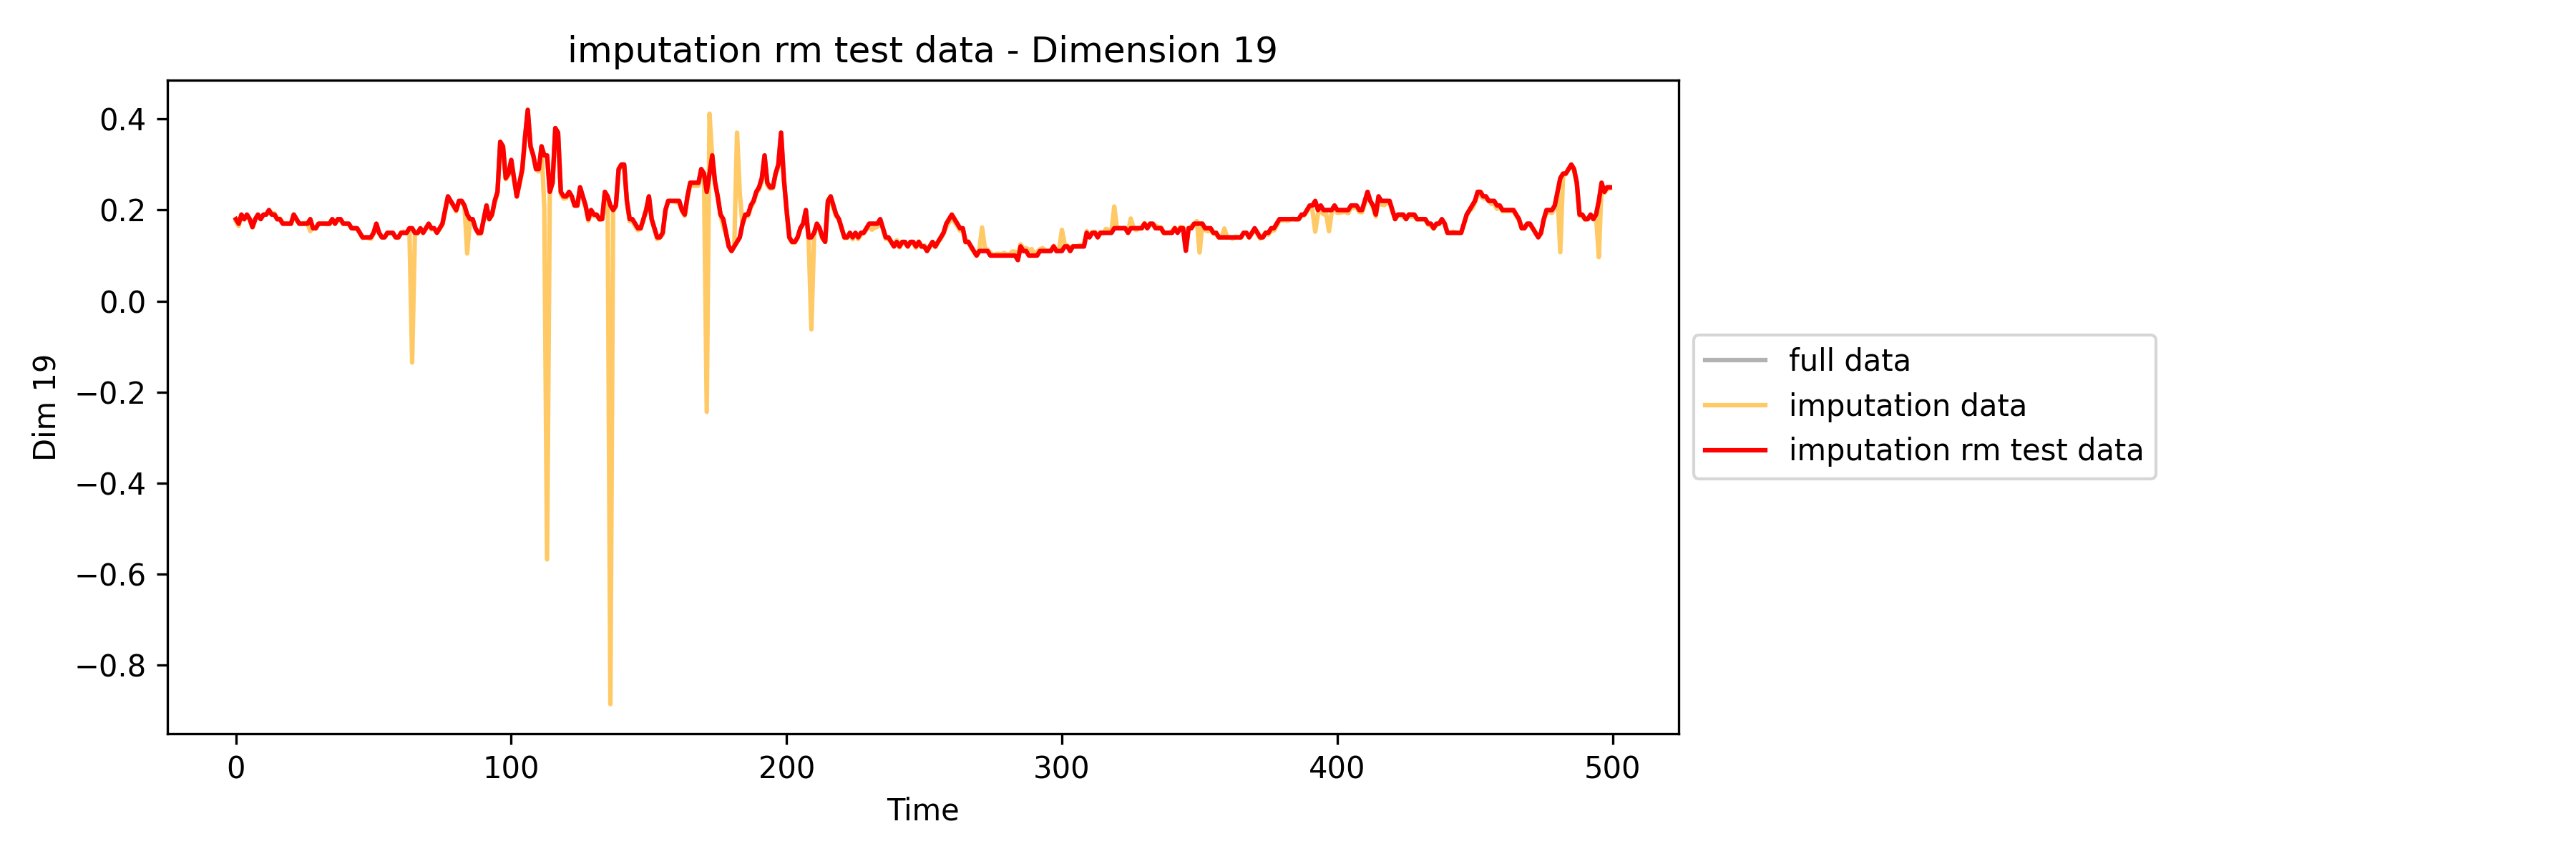 imputation rm test data - Dimension 19
0.4
0.2
0.0
−0.2
−0.4
−0.6
−0.8
Dim 19
0 100 200 300 400 500
Time
full data
imputation data
imputation rm test data